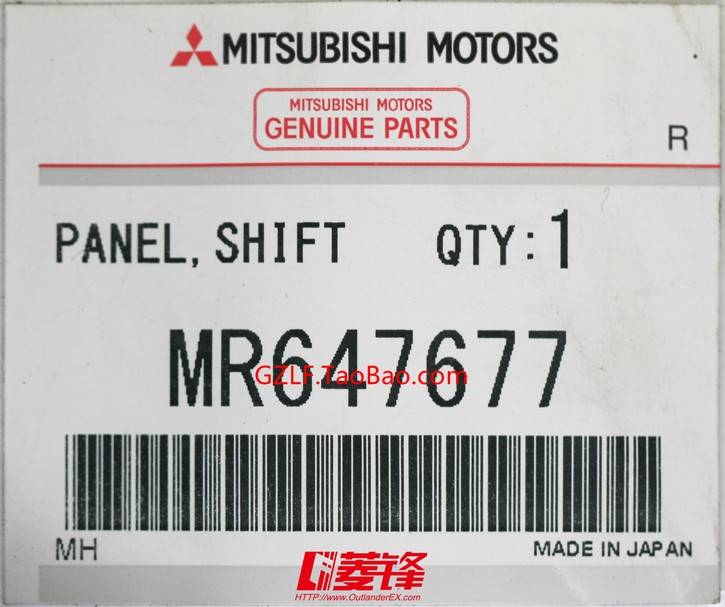 MITSUBISHI MOTORS
MITSUBISHI MOTORS
GENUINE PARTS
R
PANEL, SHIFT QTY: 1
MR647677
GZLF.TaoBao.com
MH MADE IN JAPAN
菱锋
HTTP://www.OutlanderEX.com